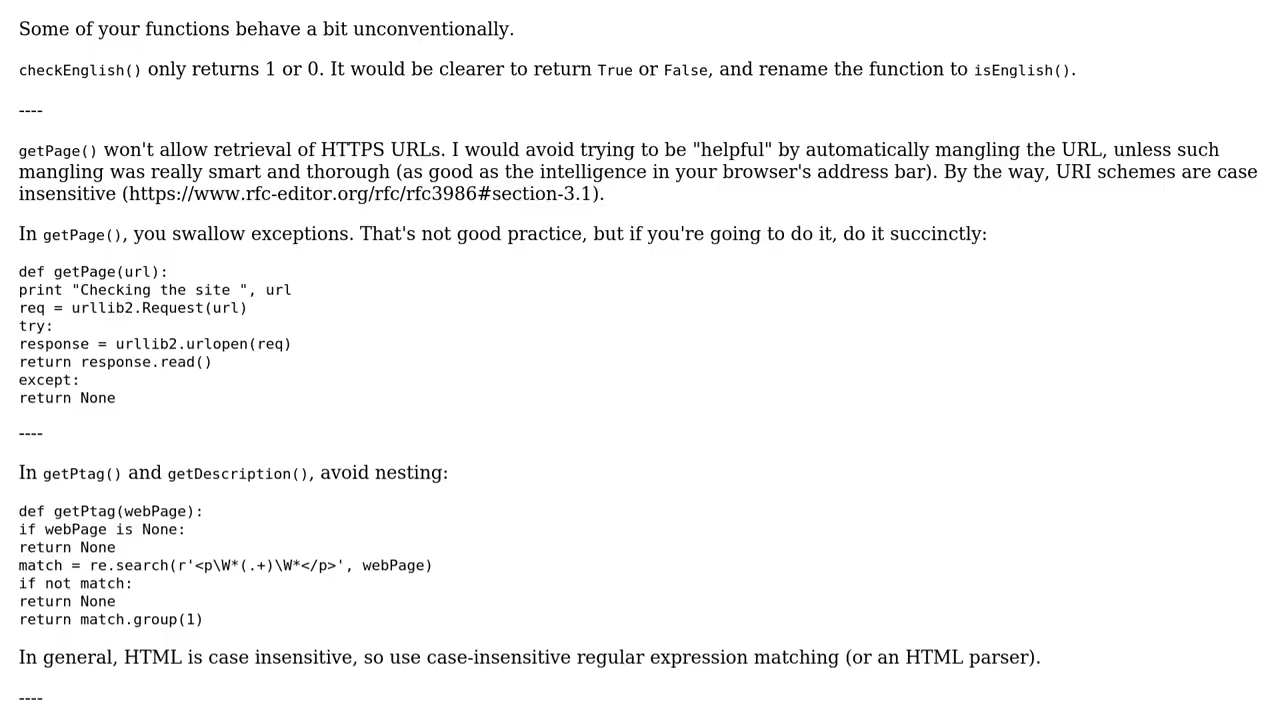 Some of your functions behave a bit unconventionally.
checkEnglish() only returns 1 or 0. It would be clearer to return True or False, and rename the function to isEnglish().
----
getPage() won't allow retrieval of HTTPS URLs. I would avoid trying to be "helpful" by automatically mangling the URL, unless such
mangling was really smart and thorough (as good as the intelligence in your browser's address bar). By the way, URI schemes are case
insensitive (https://www.rfc-editor.org/rfc/rfc3986#section-3.1).
In getPage(), you swallow exceptions. That's not good practice, but if you're going to do it, do it succinctly:
def getPage(url):
print "Checking the site ", url
req = urllib2.Request(url)
try:
response = urllib2.urlopen(req)
return response.read()
except:
return None
----
In getPtag() and getDescription(), avoid nesting:
def getPtag(webPage):
if webPage is None:
return None
match = re.search(r'<p\W*(.+)\W*</p>', webPage)
if not match:
return None
return match.group(1)
In general, HTML is case insensitive, so use case-insensitive regular expression matching (or an HTML parser).
----